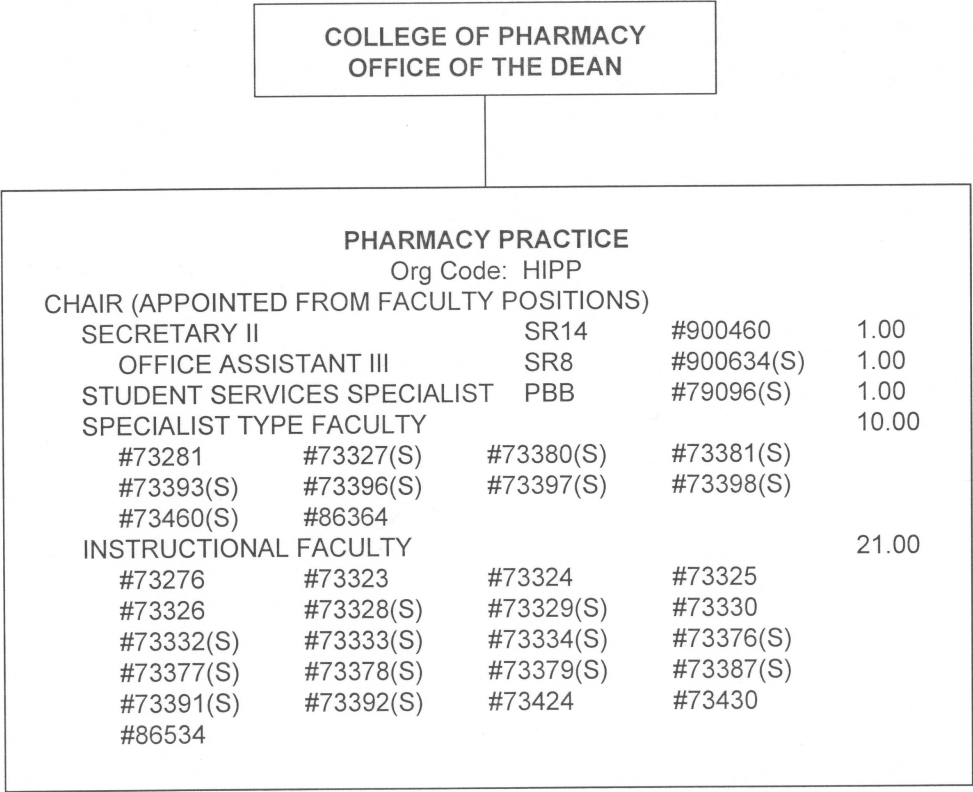 COLLEGE OF PHARMACY
OFFICE OF THE DEAN
PHARMACY PRACTICE
Org Code: HIPP
CHAIR (APPOINTED FROM FACULTY POSITIONS)
SECRETARY II SR14 #900460 1.00
OFFICE ASSISTANT III SR8 #900634(S) 1.00
STUDENT SERVICES SPECIALIST PBB #79096(S) 1.00
SPECIALIST TYPE FACULTY 10.00
#73281 #73327(S) #73380(S) #73381(S)
#73393(S) #73396(S) #73397(S) #73398(S)
#73460(S) #86364
INSTRUCTIONAL FACULTY 21.00
#73276 #73323 #73324 #73325
#73326 #73328(S) #73329(S) #73330
#73332(S) #73333(S) #73334(S) #73376(S)
#73377(S) #73378(S) #73379(S) #73387(S)
#73391(S) #73392(S) #73424 #73430
#86534